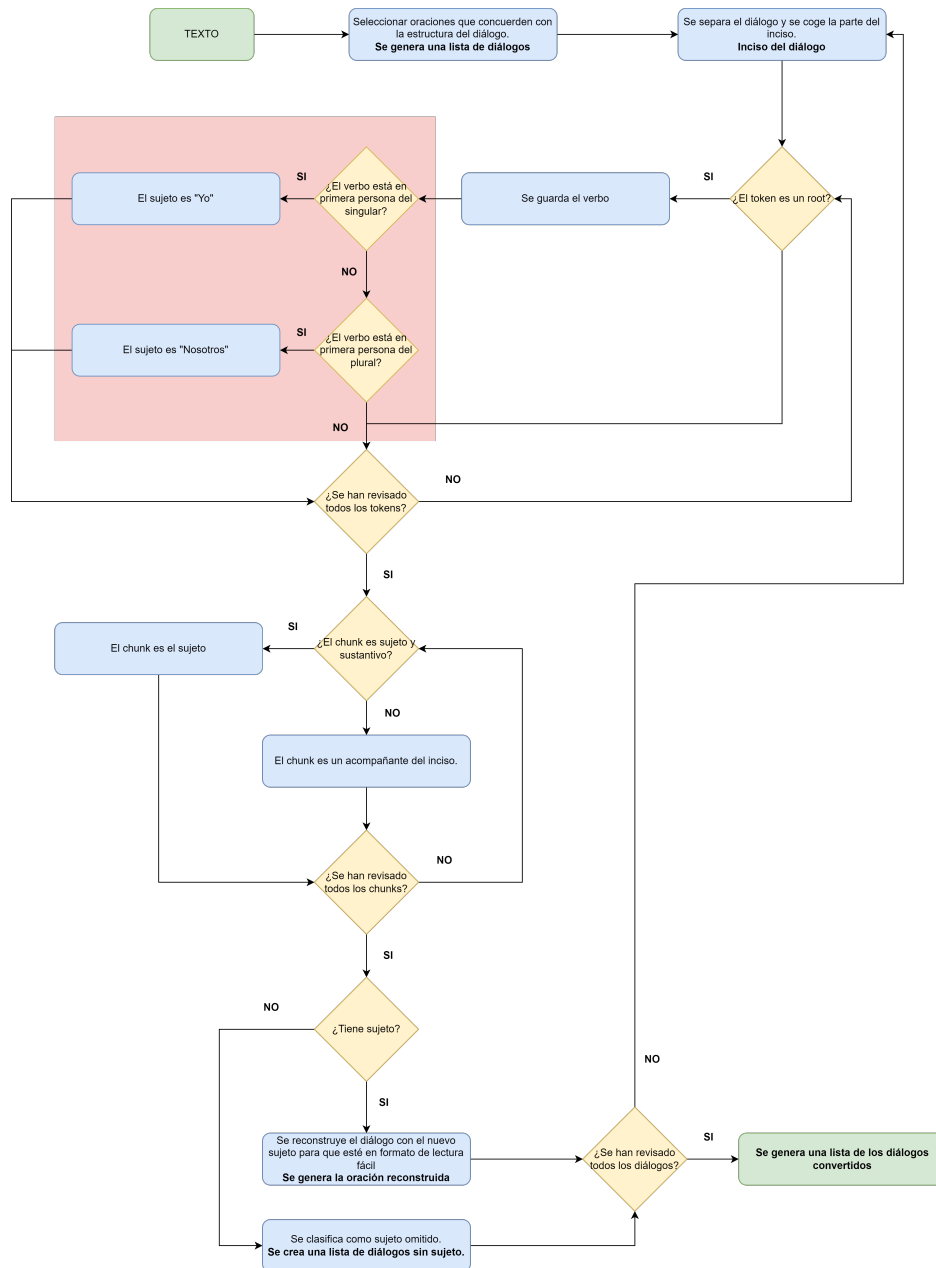 TEXTO
Seleccionar oraciones que concuerden con
la estructura del diálogo.
Se genera una lista de diálogos
Se separa el diálogo y se coge la parte del
inciso.
Inciso del diálogo
¿El token es un root?
SI
Se guarda el verbo
¿El verbo está en
primera persona del
singular?
SI
El sujeto es "Yo"
NO
¿El verbo está en
primera persona del
plural?
SI
El sujeto es "Nosotros"
NO
¿Se han revisado
todos los tokens?
NO
SI
¿El chunk es sujeto y
sustantivo?
SI
El chunk es el sujeto
NO
El chunk es un acompañante del inciso.
¿Se han revisado
todos los chunks?
NO
SI
¿Tiene sujeto?
NO
SI
Se reconstruye el diálogo con el nuevo
sujeto para que esté en formato de lectura
fácil
Se genera la oración reconstruida
Se clasifica como sujeto omitido.
Se crea una lista de diálogos sin sujeto.
¿Se han revisado
todos los diálogos?
NO
SI
Se genera una lista de los diálogos
convertidos